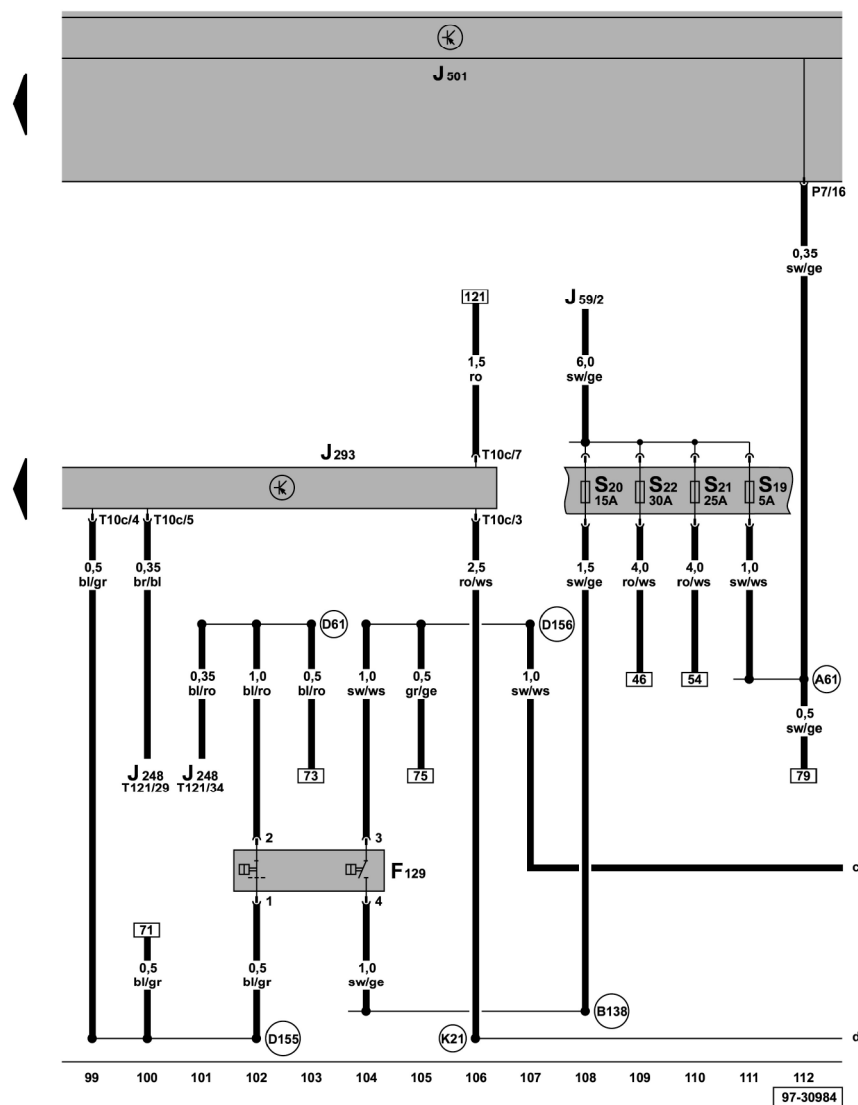 J 501
P7/16
0,35
sw/ge
121
J 59/2
1,5
ro
6,0
sw/ge
J 293
T10c/7
S20
15A
S22
30A
S21
25A
S19
5A
T10c/4
T10c/5
T10c/3
0,5
bl/gr
0,35
br/bl
2,5
ro/ws
1,5
sw/ge
4,0
ro/ws
4,0
ro/ws
1,0
sw/ws
D61
D156
0,35
bl/ro
1,0
bl/ro
0,5
bl/ro
1,0
sw/ws
0,5
gr/ge
1,0
sw/ws
46
54
A61
0,5
sw/ge
J 248
T121/29
J 248
T121/34
73
75
79
2
3
F129
c
1
4
71
0,5
bl/gr
0,5
bl/gr
1,0
sw/ge
B138
D155
K21
d
99 100 101 102 103 104 105 106 107 108 109 110 111 112
97-30984